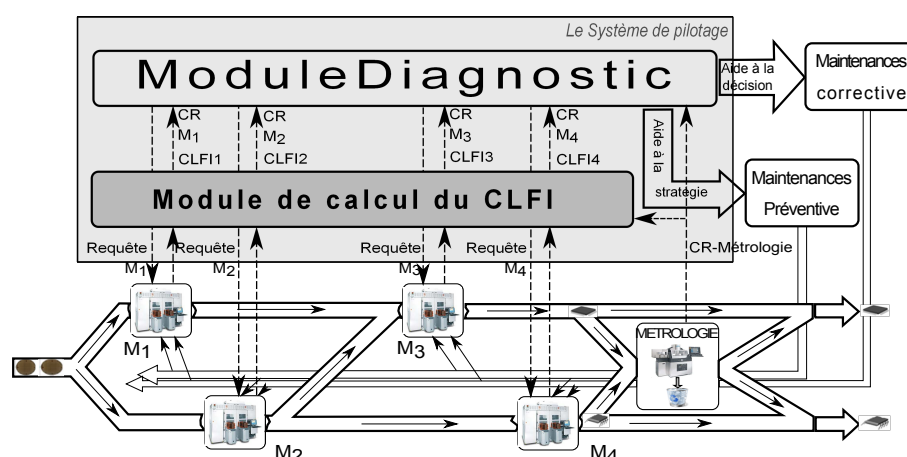 Le Système de pilotage
ModuleDiagnostic
Aide à la
décision
Maintenances
corrective
CR
M1
CLFI1
CR
M2
CLFI2
CR
M3
CLFI3
CR
M4
CLFI4
Aide à la
stratégie
Maintenances
Préventive
Module de calcul du CLFI
Requête
M1
Requête
M2
Requête
M3
Requête
M4
CR-Métrologie
M1
M3
METROLOGIE
M2
M4